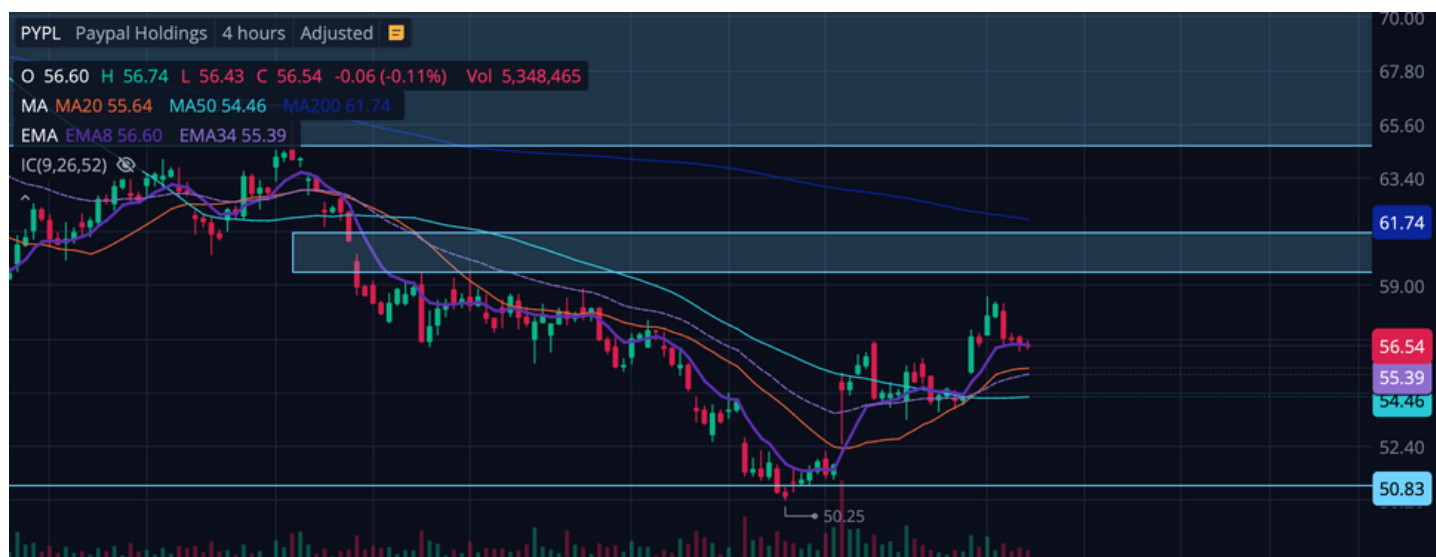 70.00
PYPL Paypal Holdings 4 hours Adjusted
O 56.60 H 56.74 L 56.43 C 56.54 -0.06 (-0.11%) Vol 5,348,465
67.80
MA MA20 55.64 MA50 54.46 MA200 61.74
65.60
EMA EMA8 56.60 EMA34 55.39
IC(9,26,52)
63.40
61.74
59.00
56.54
55.39
54.46
52.40
50.83
50.25